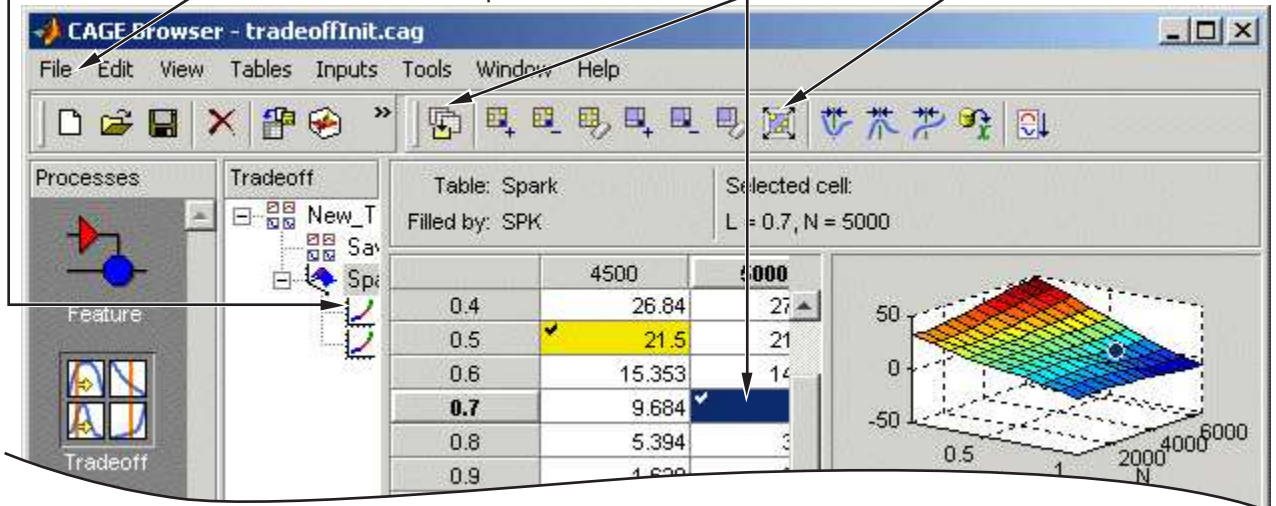 CAGE Browser - tradeoffInit.cag
File Edit View Tables Inputs Tools Window Help
»
Processes
Tradeoff
Table: Spark
Filled by: SPK
Selected cell:
L = 0.7, N = 5000
New_T
Sav
Spa
Feature
Tradeoff
4500 5000
0.4 26.84 27
0.5 21.5 21
0.6 15.353 14
0.7 9.684
0.8 5.394 3
0.9
50
0
-50
0.5
1
2000
4000
6000
N